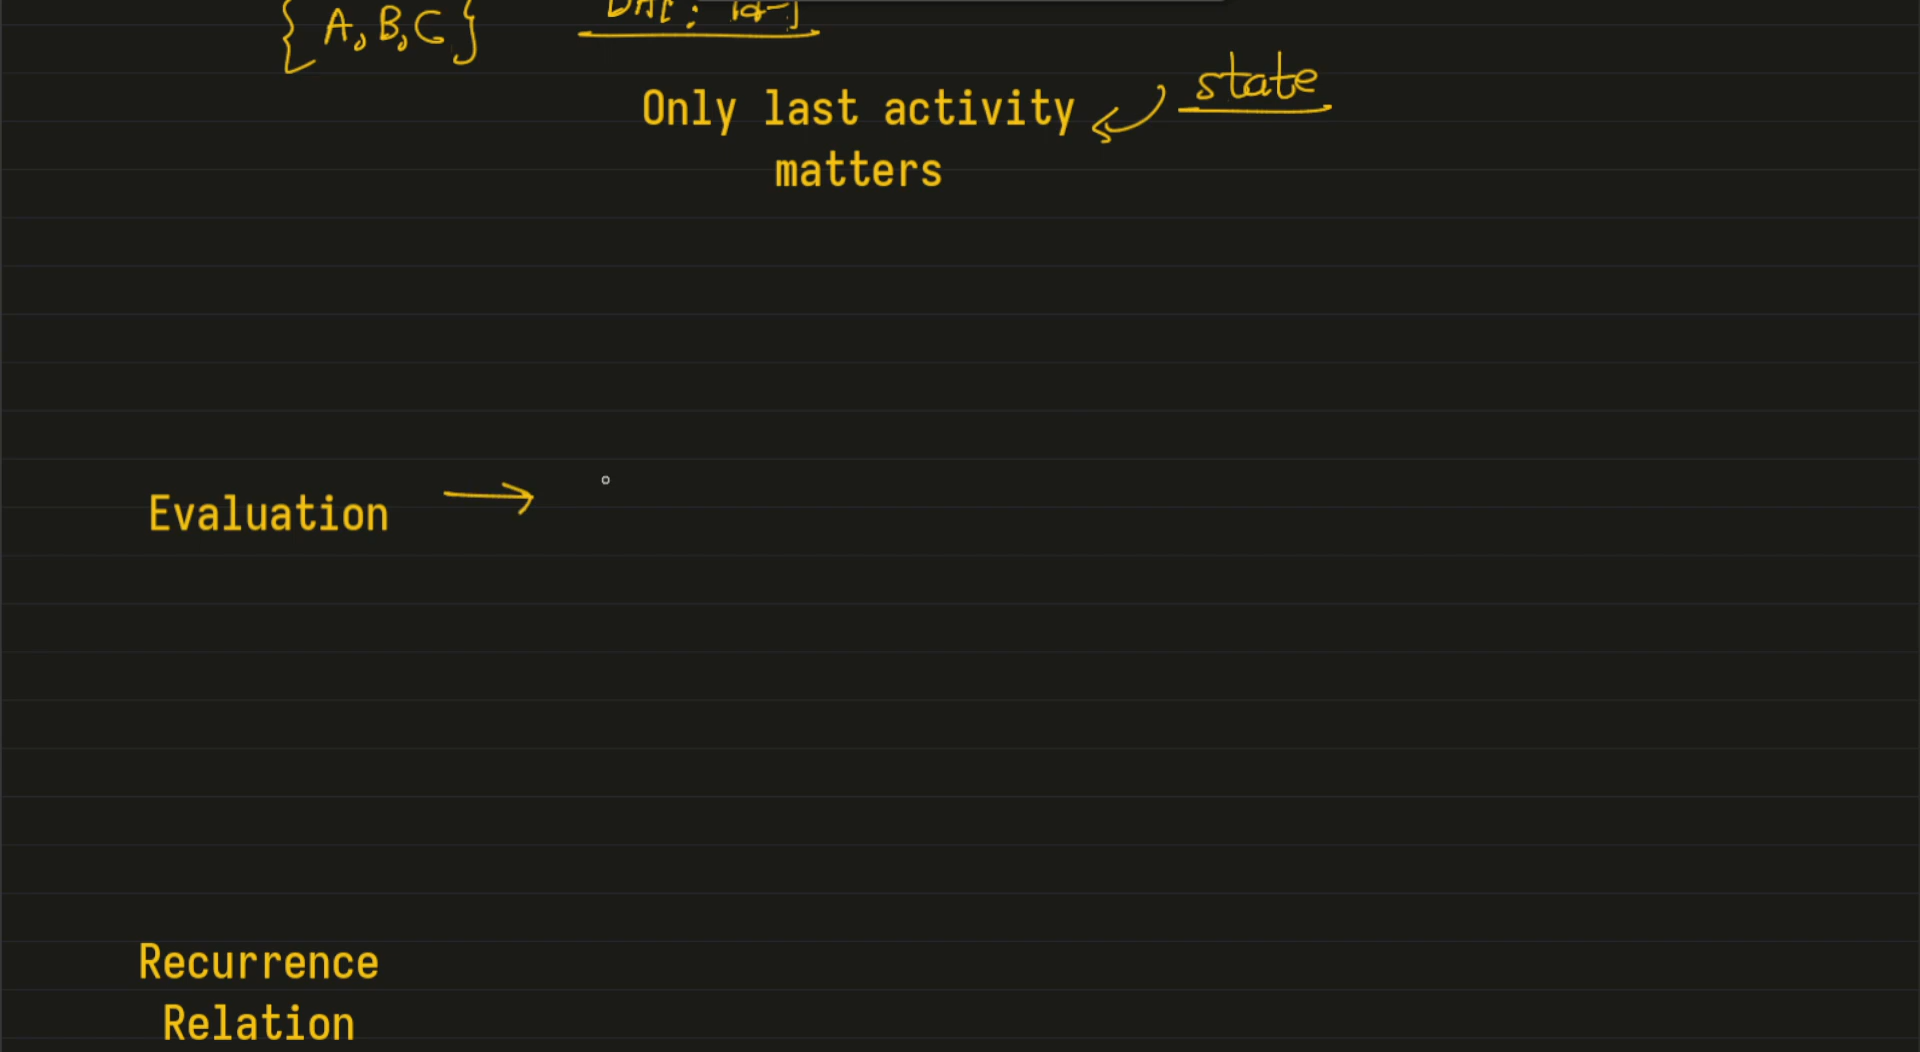 {A, B, C}
state
Only last activity
matters
Evaluation →
Recurrence
Relation